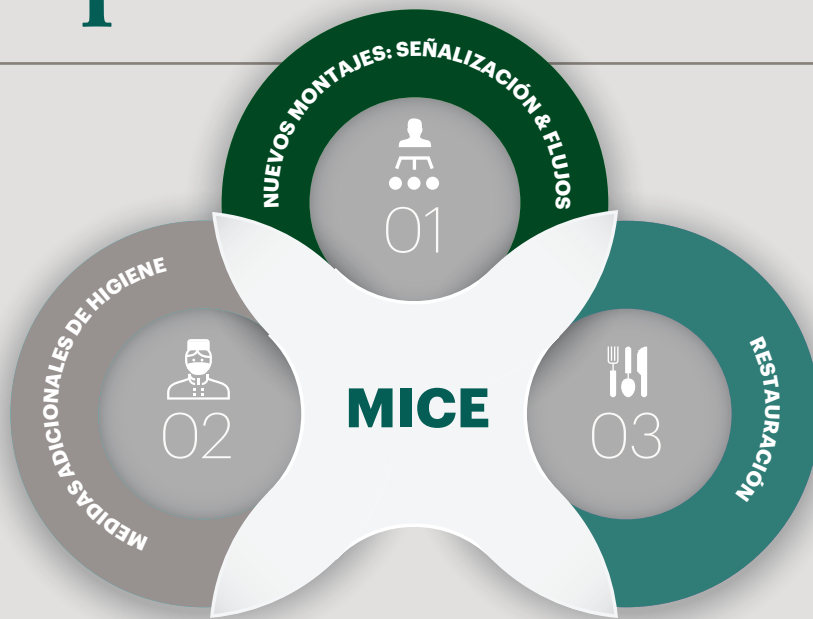 NUEVOS MONTAJES: SEÑALIZACIÓN & FLUJOS
01
MEDIDAS ADICIONALES DE HIGIENE
02
MICE
RESTAURACIÓN
03